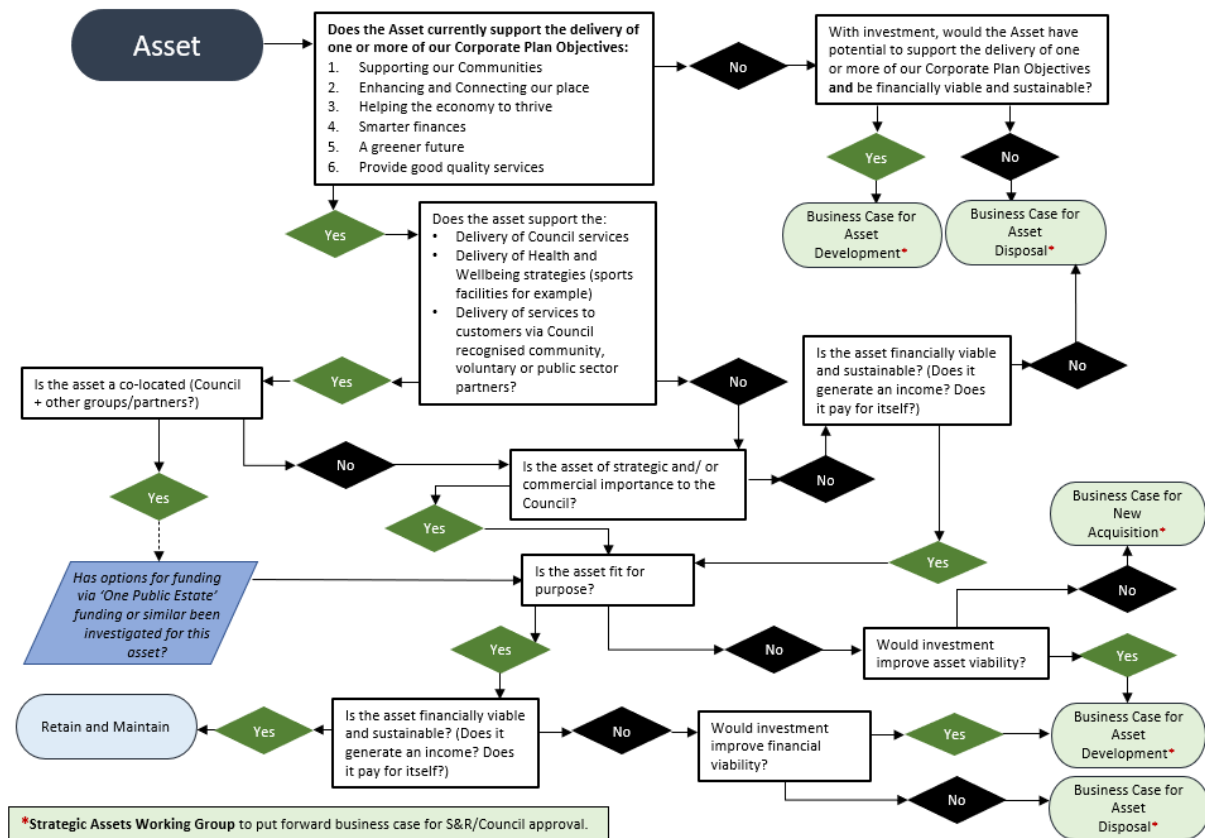 Asset
Does the Asset currently support the delivery of
one or more of our Corporate Plan Objectives:
1. Supporting our Communities
2. Enhancing and Connecting our place
3. Helping the economy to thrive
4. Smarter finances
5. A greener future
6. Provide good quality services
No
With investment, would the Asset have
potential to support the delivery of one
or more of our Corporate Plan Objectives
and be financially viable and sustainable?
Yes
No
Business Case for
Asset
Development*
Business Case for
Asset
Disposal*
Yes
Does the asset support the:
• Delivery of Council services
• Delivery of Health and
Wellbeing strategies (sports
facilities for example)
• Delivery of services to
customers via Council
recognised community,
voluntary or public sector
partners?
Yes
No
Is the asset a co-located (Council
+ other groups/partners?)
Is the asset financially viable
and sustainable? (Does it
generate an income? Does
it pay for itself?)
No
No
Is the asset of strategic and/ or
commercial importance to the
Council?
No
Yes
Yes
Yes
Business Case for
New
Acquisition*
Has options for funding
via ‘One Public Estate’
funding or similar been
investigated for this
asset?
Is the asset fit for
purpose?
No
Yes
No
Would investment
improve asset viability?
Yes
Retain and Maintain
Yes
Is the asset financially viable
and sustainable? (Does it
generate an income? Does
it pay for itself?)
No
Would investment
improve financial
viability?
Yes
Business Case for
Asset
Development*
No
Business Case for
Asset
Disposal*
*Strategic Assets Working Group to put forward business case for S&R/Council approval.